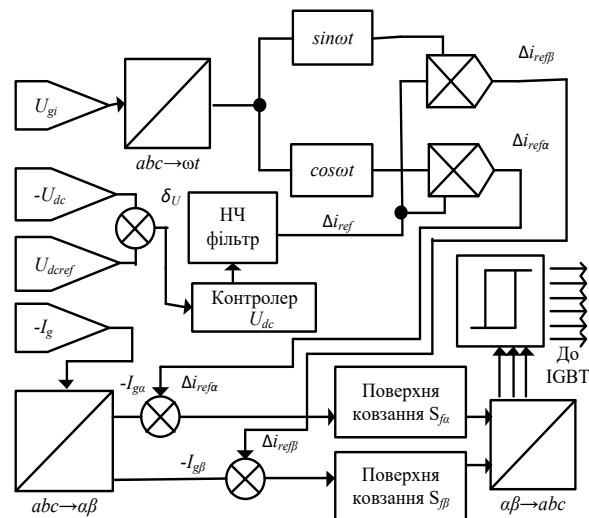 sinωt
Δi_refβ
U_gi
abc→ωt
Δi_refα
cosωt
-U_dc
δ_U
НЧ
фільтр
Δi_ref
U_dcref
Контролер
U_dc
-I_g
До
IGBT
-I_gα
Δi_refα
Поверхня
ковзання S_fα
-I_gβ
Δi_refβ
Поверхня
ковзання S_fβ
abc→αβ
αβ→abc